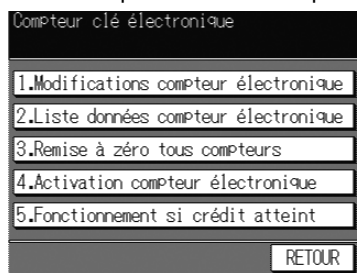 Compteur clé électronique
1.Modifications compteur électronique
2.Liste données compteur électronique
3.Remise à zéro tous compteurs
4.Activation compteur électronique
5.Fonctionnement si crédit atteint
RETOUR